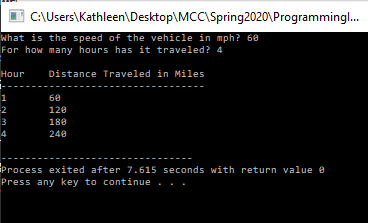 C:\Users\Kathleen\Desktop\MCC\Spring2020\ProgrammingI...
What is the speed of the vehicle in mph? 60
For how many hours has it traveled? 4
Hour    Distance Traveled in Miles
----------------------------------
1       60
2       120
3       180
4       240
--------------------------------
Process exited after 7.615 seconds with return value 0
Press any key to continue . . .